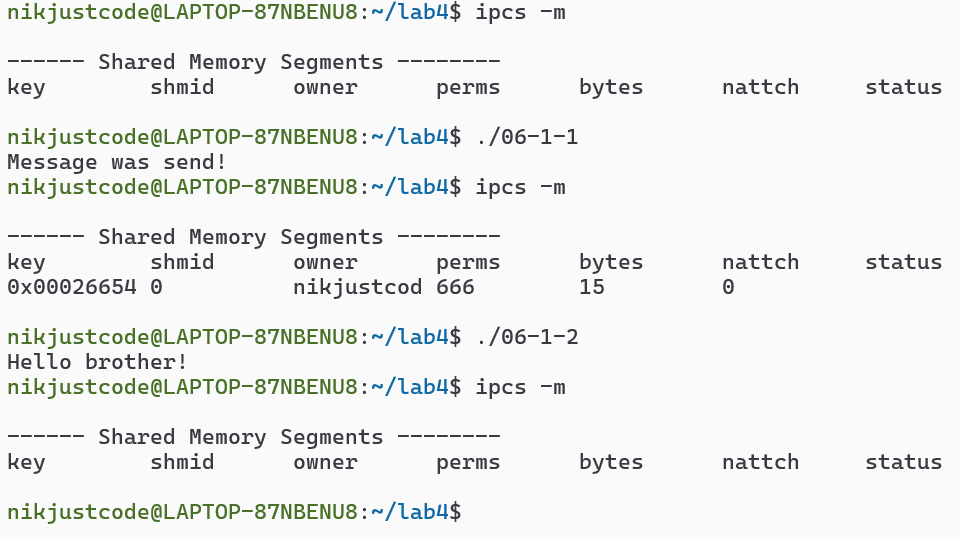 nikjustcode@LAPTOP-87NBENU8:~/lab4$ ipcs -m
------ Shared Memory Segments --------
key shmid owner perms bytes nattch status
nikjustcode@LAPTOP-87NBENU8:~/lab4$ ./06-1-1
Message was send!
nikjustcode@LAPTOP-87NBENU8:~/lab4$ ipcs -m
------ Shared Memory Segments --------
key shmid owner perms bytes nattch status
0x00026654 0 nikjustcod 666 15 0
nikjustcode@LAPTOP-87NBENU8:~/lab4$ ./06-1-2
Hello brother!
nikjustcode@LAPTOP-87NBENU8:~/lab4$ ipcs -m
------ Shared Memory Segments --------
key shmid owner perms bytes nattch status
nikjustcode@LAPTOP-87NBENU8:~/lab4$